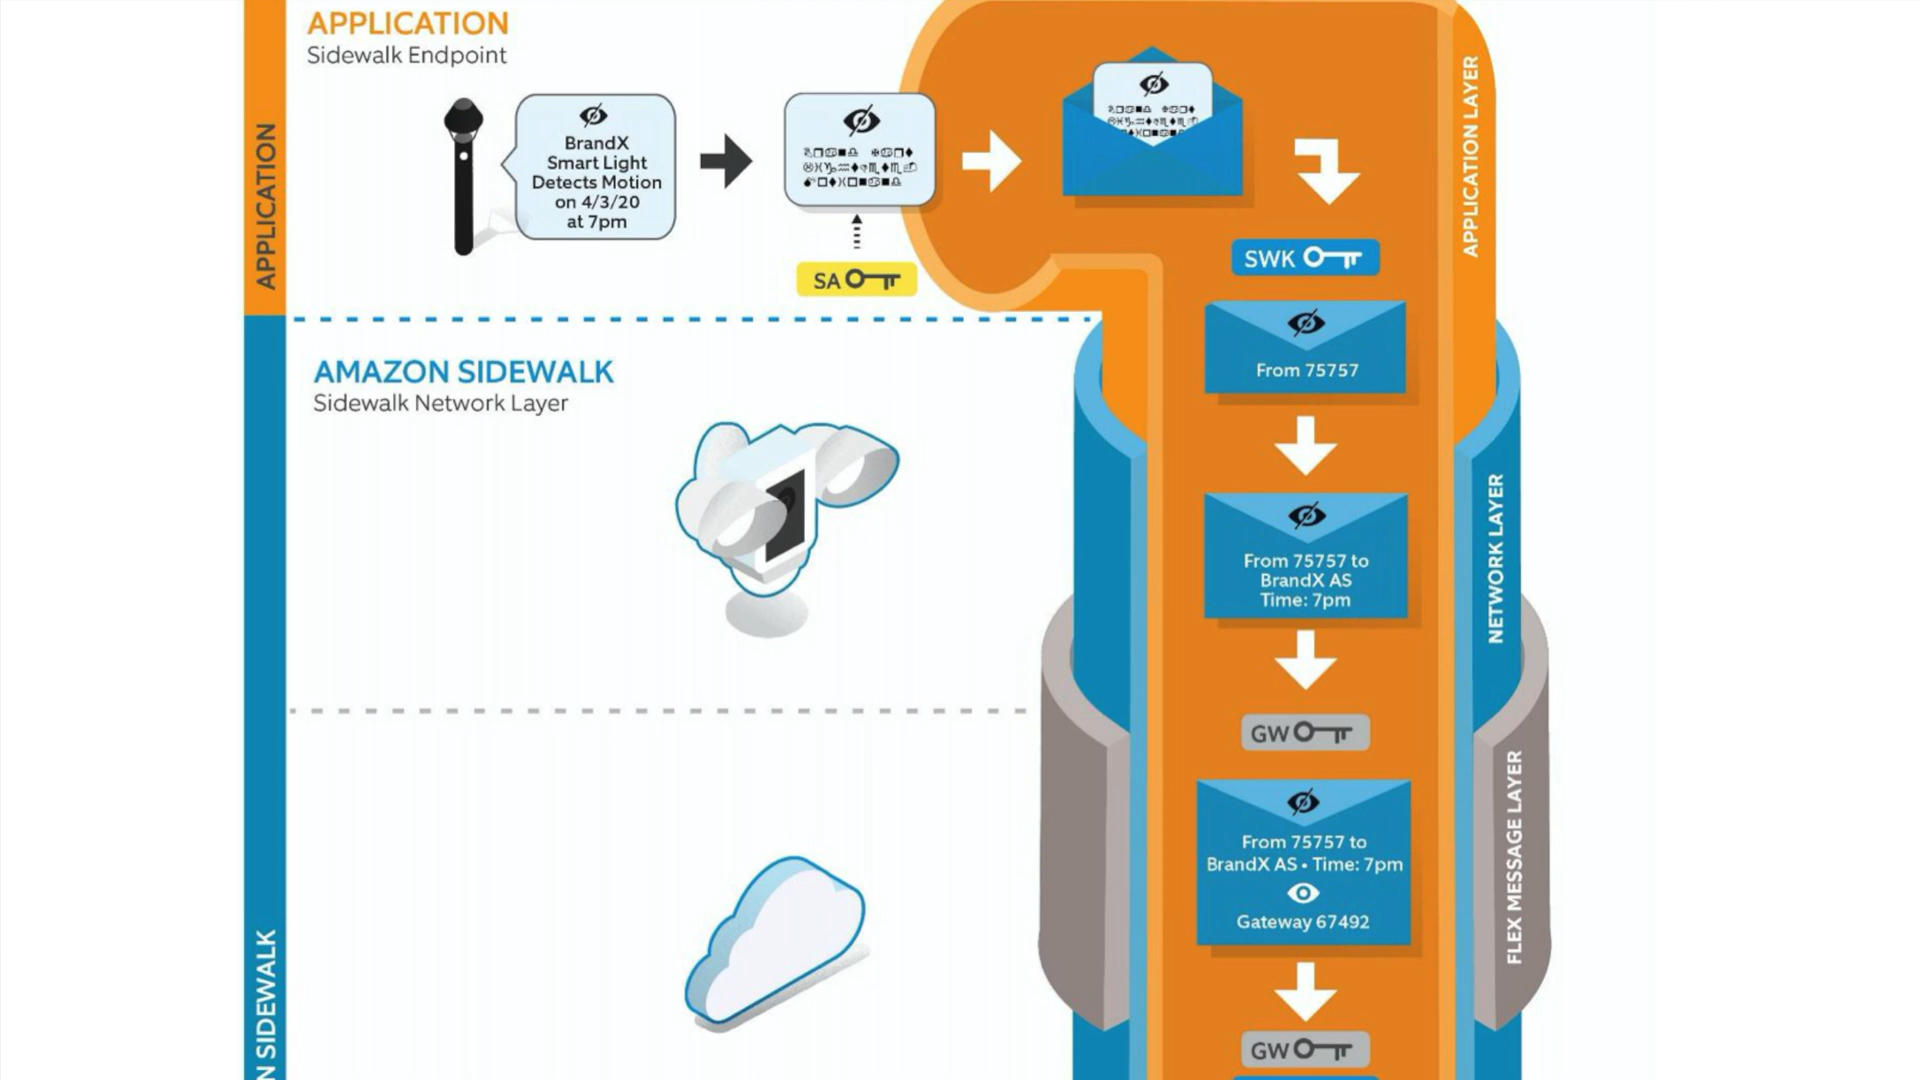 APPLICATION
Sidewalk Endpoint
APPLICATION
BrandX
Smart Light
Detects Motion
on 4/3/20
at 7pm
SA
APPLICATION LAYER
SWK
From 75757
AMAZON SIDEWALK
Sidewalk Network Layer
From 75757 to
BrandX AS
Time: 7pm
NETWORK LAYER
GW
From 75757 to
BrandX AS • Time: 7pm
Gateway 67492
FLEX MESSAGE LAYER
N SIDEWALK
GW